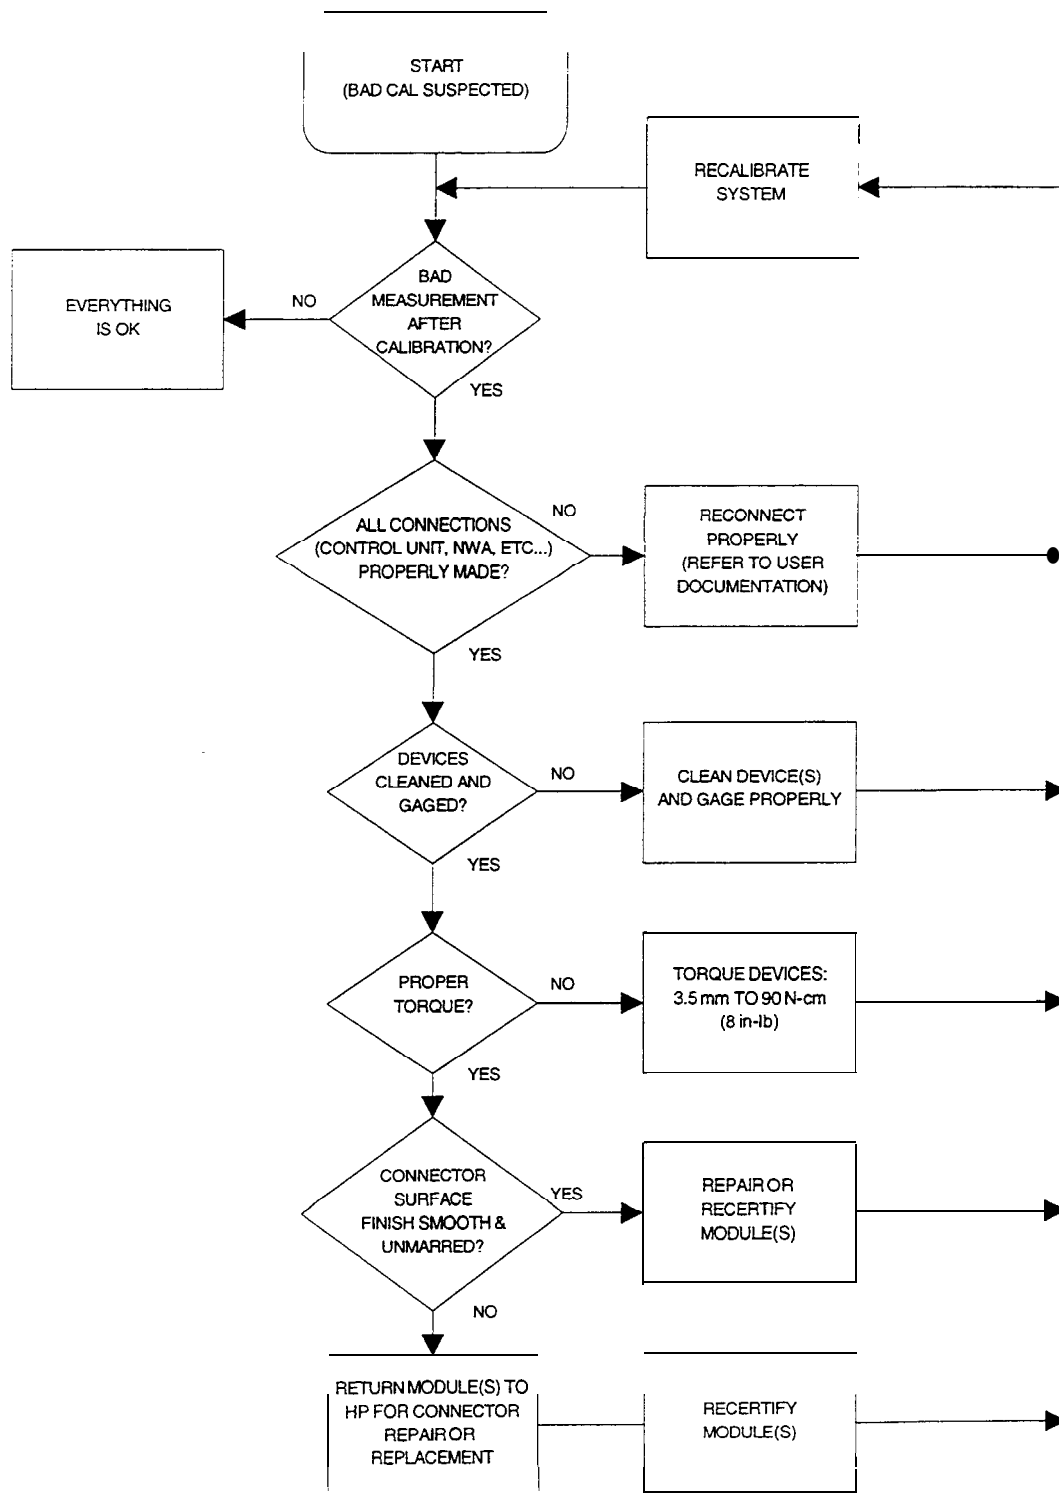 START
(BAD CAL SUSPECTED)
RECALIBRATE
SYSTEM
BAD
MEASUREMENT
AFTER
CALIBRATION?
NO
EVERYTHING
IS OK
YES
ALL CONNECTIONS
(CONTROL UNIT, NWA, ETC...)
PROPERLY MADE?
NO
RECONNECT
PROPERLY
(REFER TO USER
DOCUMENTATION)
YES
DEVICES
CLEANED AND
GAGED?
NO
CLEAN DEVICE(S)
AND GAGE PROPERLY
YES
PROPER
TORQUE?
NO
TORQUE DEVICES:
3.5 mm TO 90 N-cm
(8 in-lb)
YES
CONNECTOR
SURFACE
FINISH SMOOTH &
UNMARRED?
YES
REPAIR OR
RECERTIFY
MODULE(S)
NO
RETURN MODULE(S) TO
HP FOR CONNECTOR
REPAIR OR
REPLACEMENT
RECERTIFY
MODULE(S)